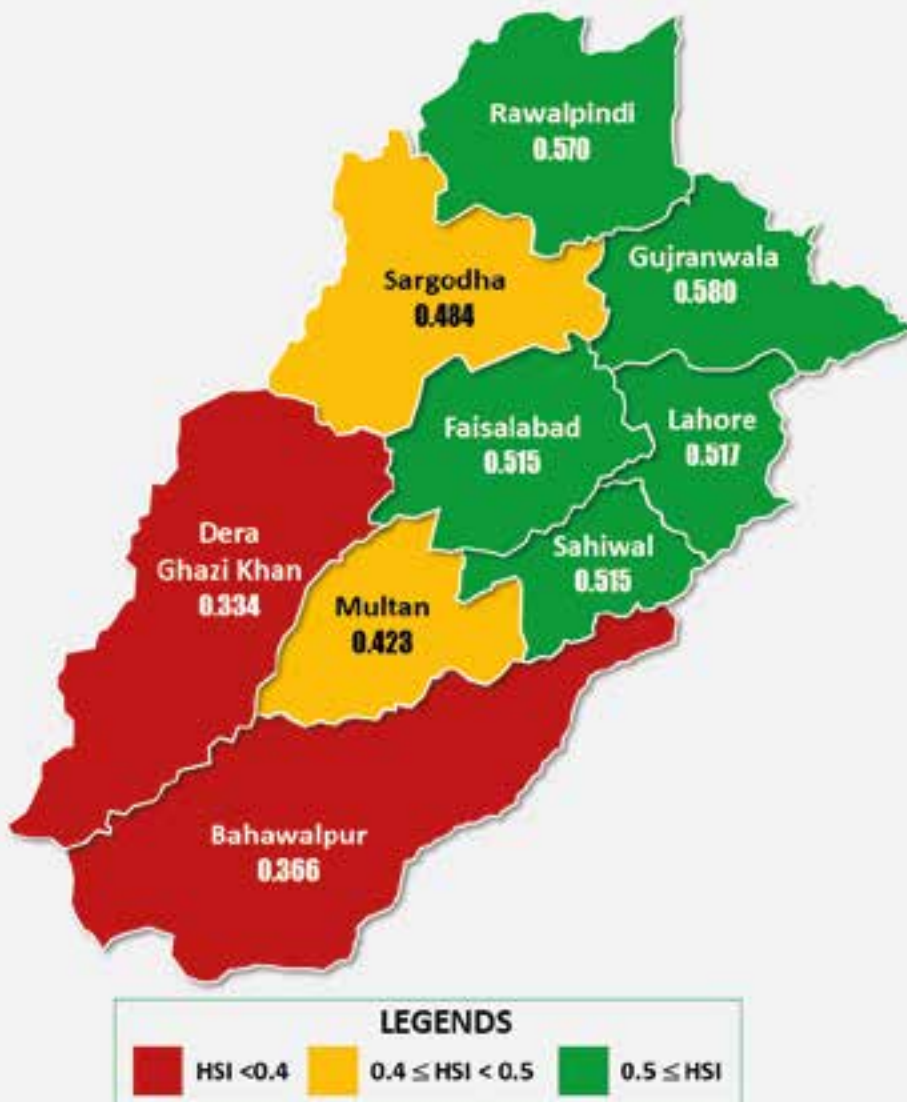 Rawalpindi
0.570
Gujranwala
0.580
Sargodha
0.484
Faisalabad
0.515
Lahore
0.517
Dera
Ghazi Khan
0.334
Sahiwal
0.515
Multan
0.423
Bahawalpur
0.366
LEGENDS
HSI <0.4
0.4 ≤ HSI < 0.5
0.5 ≤ HSI